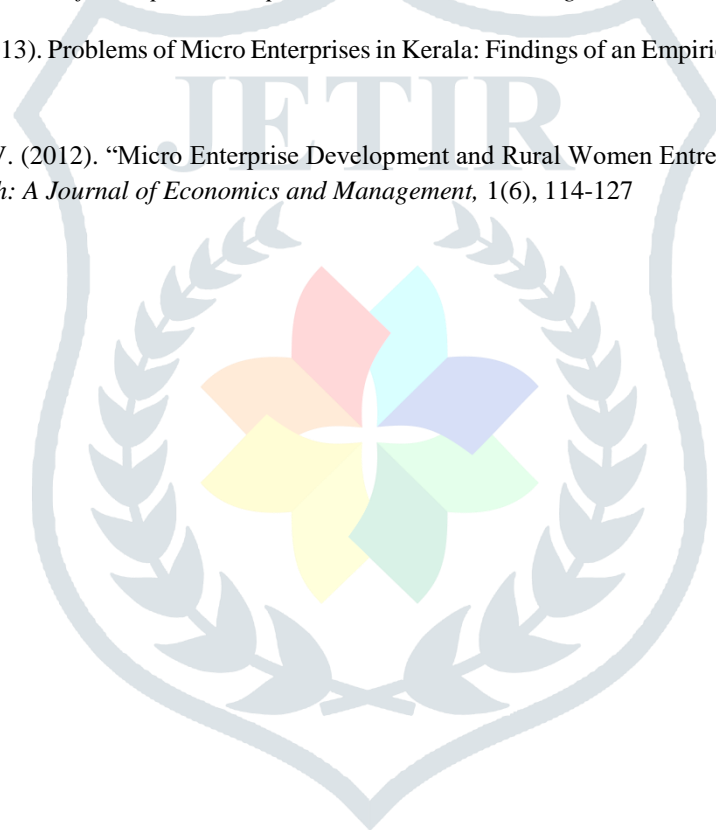 13). Problems of Micro Enterprises in Kerala: Findings of an Empiric
JETIR
V. (2012). “Micro Enterprise Development and Rural Women Entre
h: A Journal of Economics and Management, 1(6), 114-127